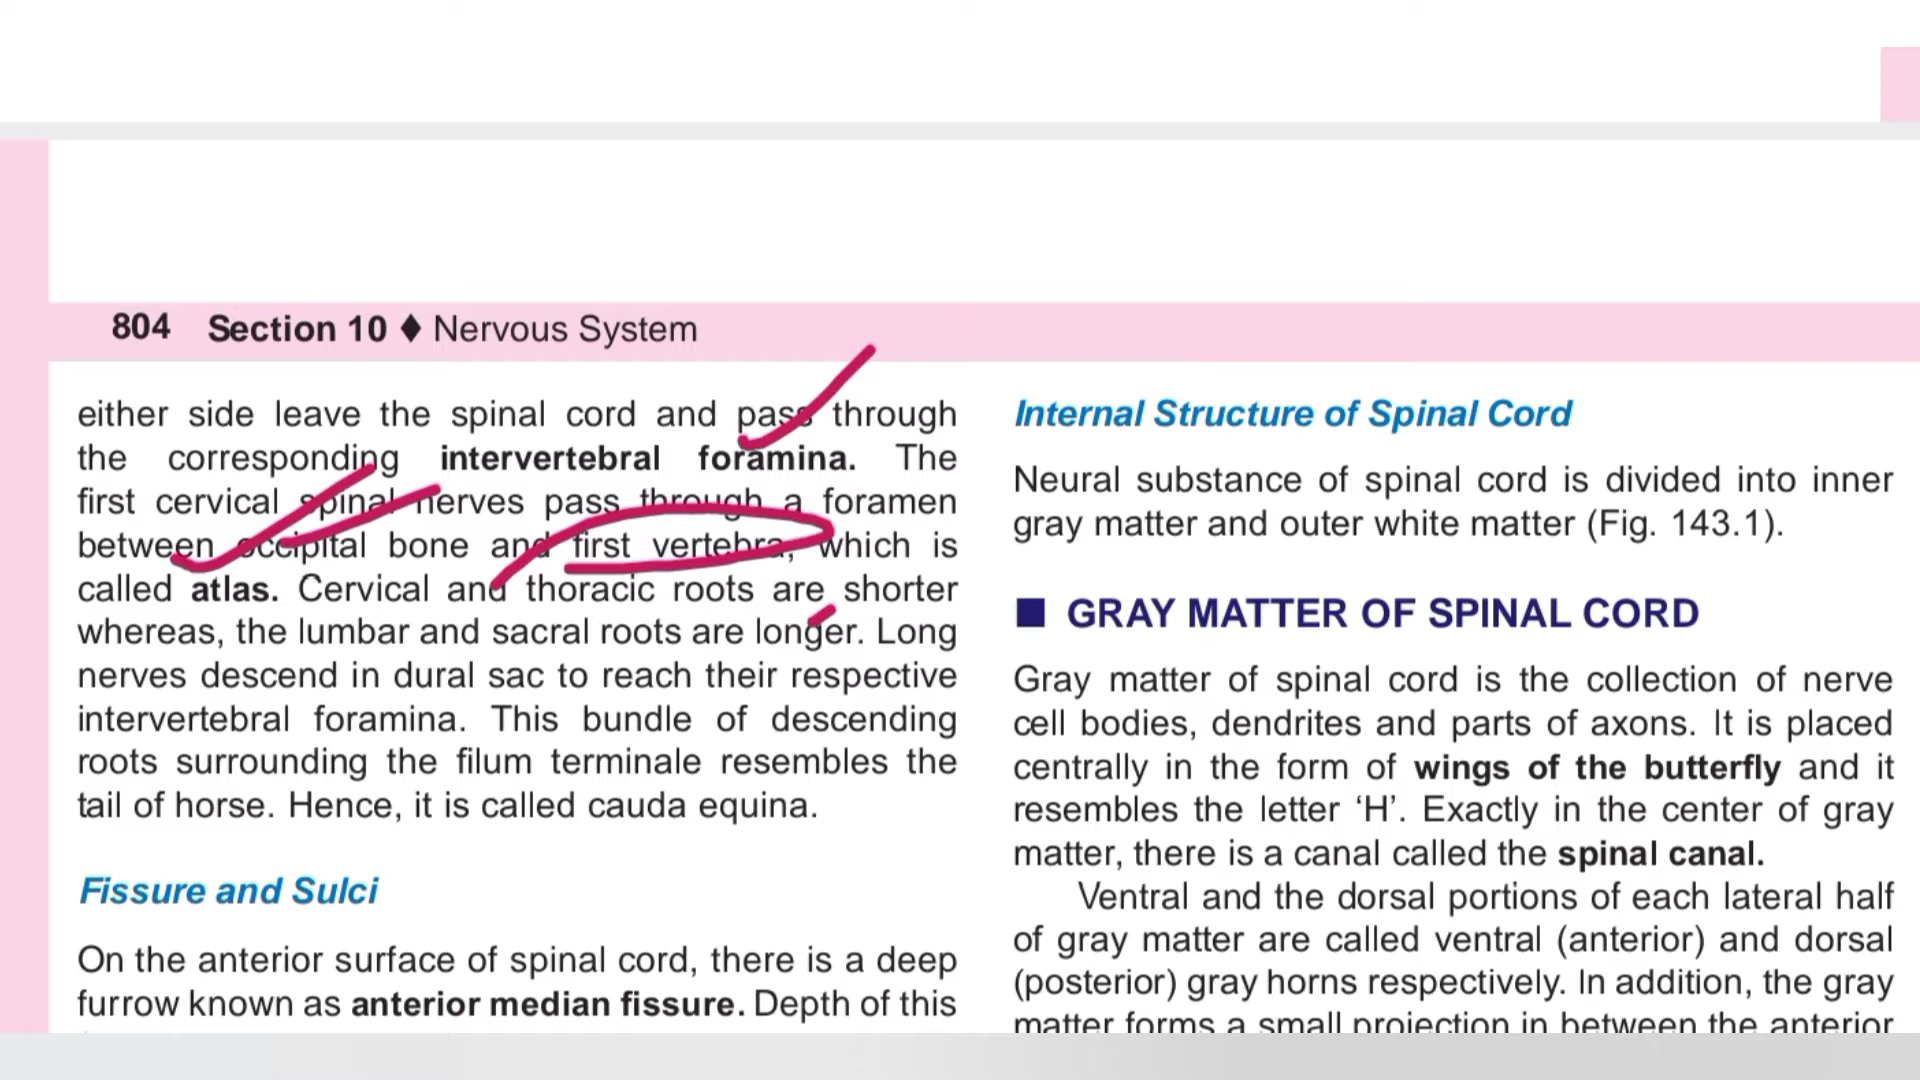 804 Section 10 ♦ Nervous System
either side leave the spinal cord and pass through
the corresponding intervertebral foramina. The
first cervical spinal nerves pass through a foramen
between occipital bone and first vertebra, which is
called atlas. Cervical and thoracic roots are shorter
whereas, the lumbar and sacral roots are longer. Long
nerves descend in dural sac to reach their respective
intervertebral foramina. This bundle of descending
roots surrounding the filum terminale resembles the
tail of horse. Hence, it is called cauda equina.
Fissure and Sulci
On the anterior surface of spinal cord, there is a deep
furrow known as anterior median fissure. Depth of this
Internal Structure of Spinal Cord
Neural substance of spinal cord is divided into inner
gray matter and outer white matter (Fig. 143.1).
■ GRAY MATTER OF SPINAL CORD
Gray matter of spinal cord is the collection of nerve
cell bodies, dendrites and parts of axons. It is placed
centrally in the form of wings of the butterfly and it
resembles the letter ‘H’. Exactly in the center of gray
matter, there is a canal called the spinal canal.
Ventral and the dorsal portions of each lateral half
of gray matter are called ventral (anterior) and dorsal
(posterior) gray horns respectively. In addition, the gray
matter forms a small projection in between the anterior